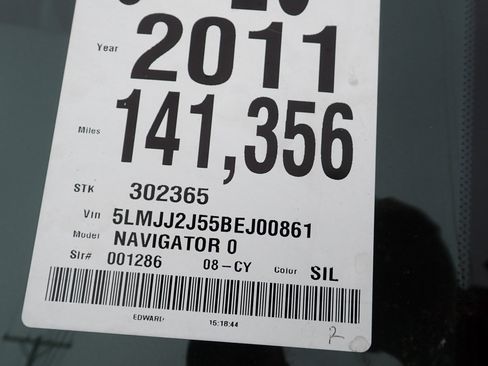 Year 2011
Miles 141,356
STK 302365
Vin 5LMJJ2J55BEJ00861
Model NAVIGATOR 0
Slr# 001286 08-CY Color SIL
EDWARD 15:18:44
2